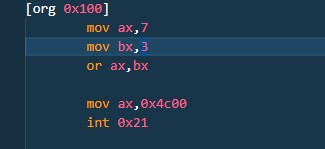 [org 0x100]
mov ax,7
mov bx,3
or ax,bx
mov ax,0x4c00
int 0x21